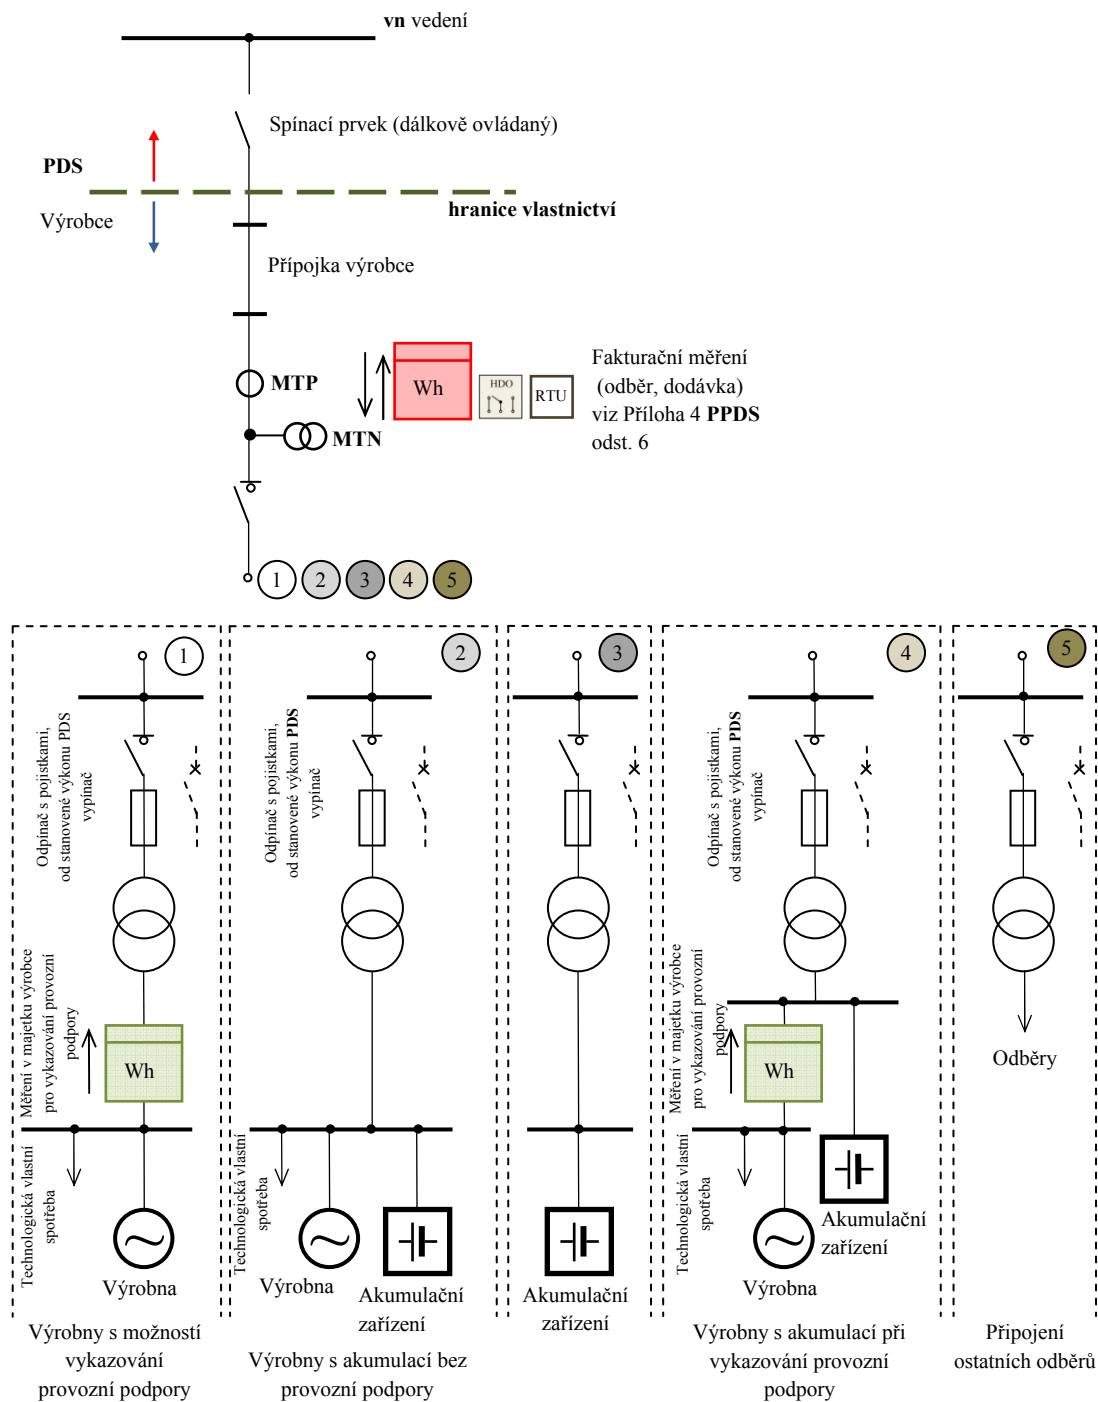 vn vedení
Spínací prvek (dálkově ovládaný)
PDS
hranice vlastnictví
Výrobce
Přípojka výrobce
MTP
Wh
HDO
RTU
Fakturační měření
(odběr, dodávka)
viz Příloha 4 PPDS
odst. 6
MTN
1
2
3
4
5
1
Odpínač s pojistkami,
od stanovené výkonu PDS
vypínač
Měření v majetku výrobce
pro vykazování provozní
podpory
Wh
Technologická vlastní
spotřeba
Výrobna
Výrobny s možností
vykazování
provozní podpory
2
Odpínač s pojistkami,
od stanovené výkonu PDS
vypínač
Technologická vlastní
spotřeba
Výrobna
Akumulační
zařízení
Výrobny s akumulací bez
provozní podpory
3
Akumulační
zařízení
4
Odpínač s pojistkami,
od stanovené výkonu PDS
vypínač
Měření v majetku výrobce
pro vykazování provozní
podpory
Wh
Technologická vlastní
spotřeba
Výrobna
Akumulační
zařízení
Výrobny s akumulací při
vykazování provozní
podpory
5
Odběry
Připojení
ostatních odběrů